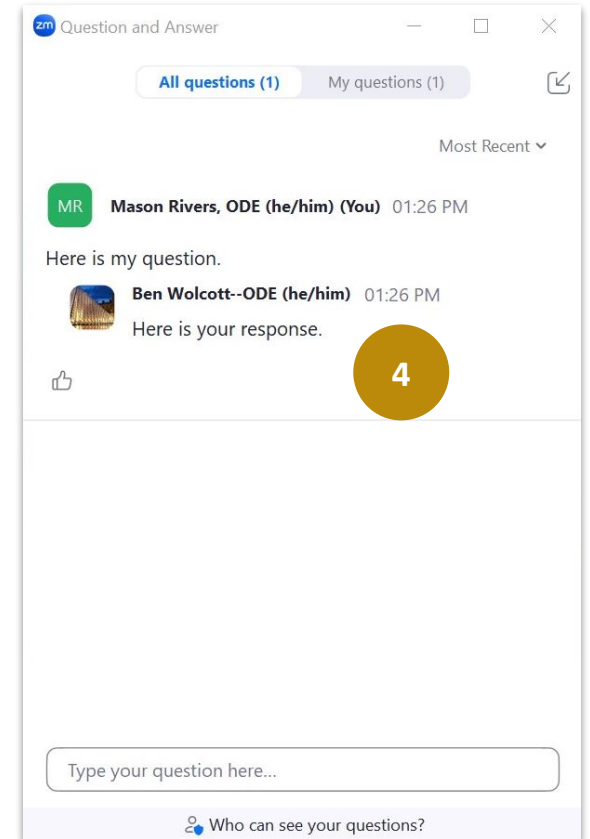 zm Question and Answer
All questions (1) My questions (1)
Most Recent
MR Mason Rivers, ODE (he/him) (You) 01:26 PM
Here is my question.
Ben Wolcott--ODE (he/him) 01:26 PM
Here is your response.
4
Type your question here...
Who can see your questions?